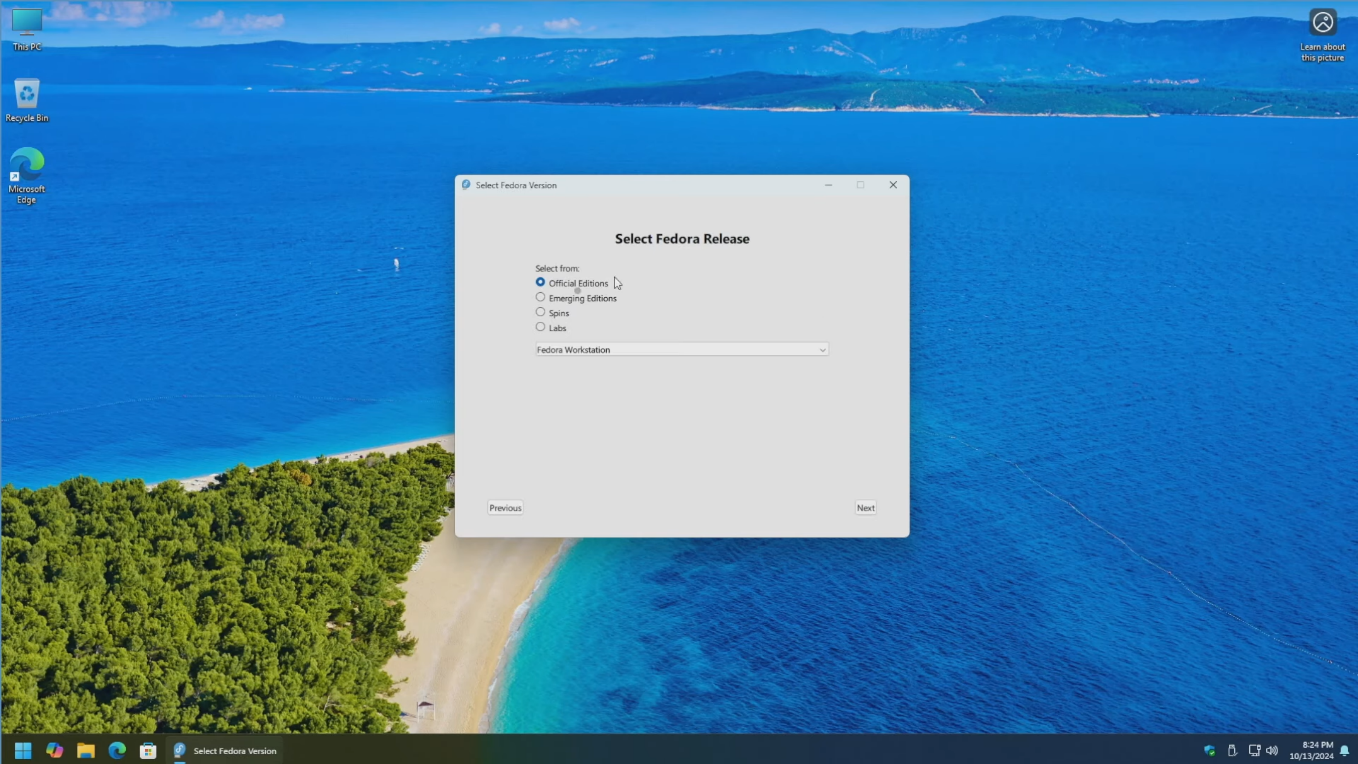 This PC
Recycle Bin
Microsoft
Edge
Learn about
this picture
Select Fedora Version
Select Fedora Release
Select from:
Official Editions
Emerging Editions
Spins
Labs
Fedora Workstation
Previous
Next
Select Fedora Version
8:24 PM
10/13/2024